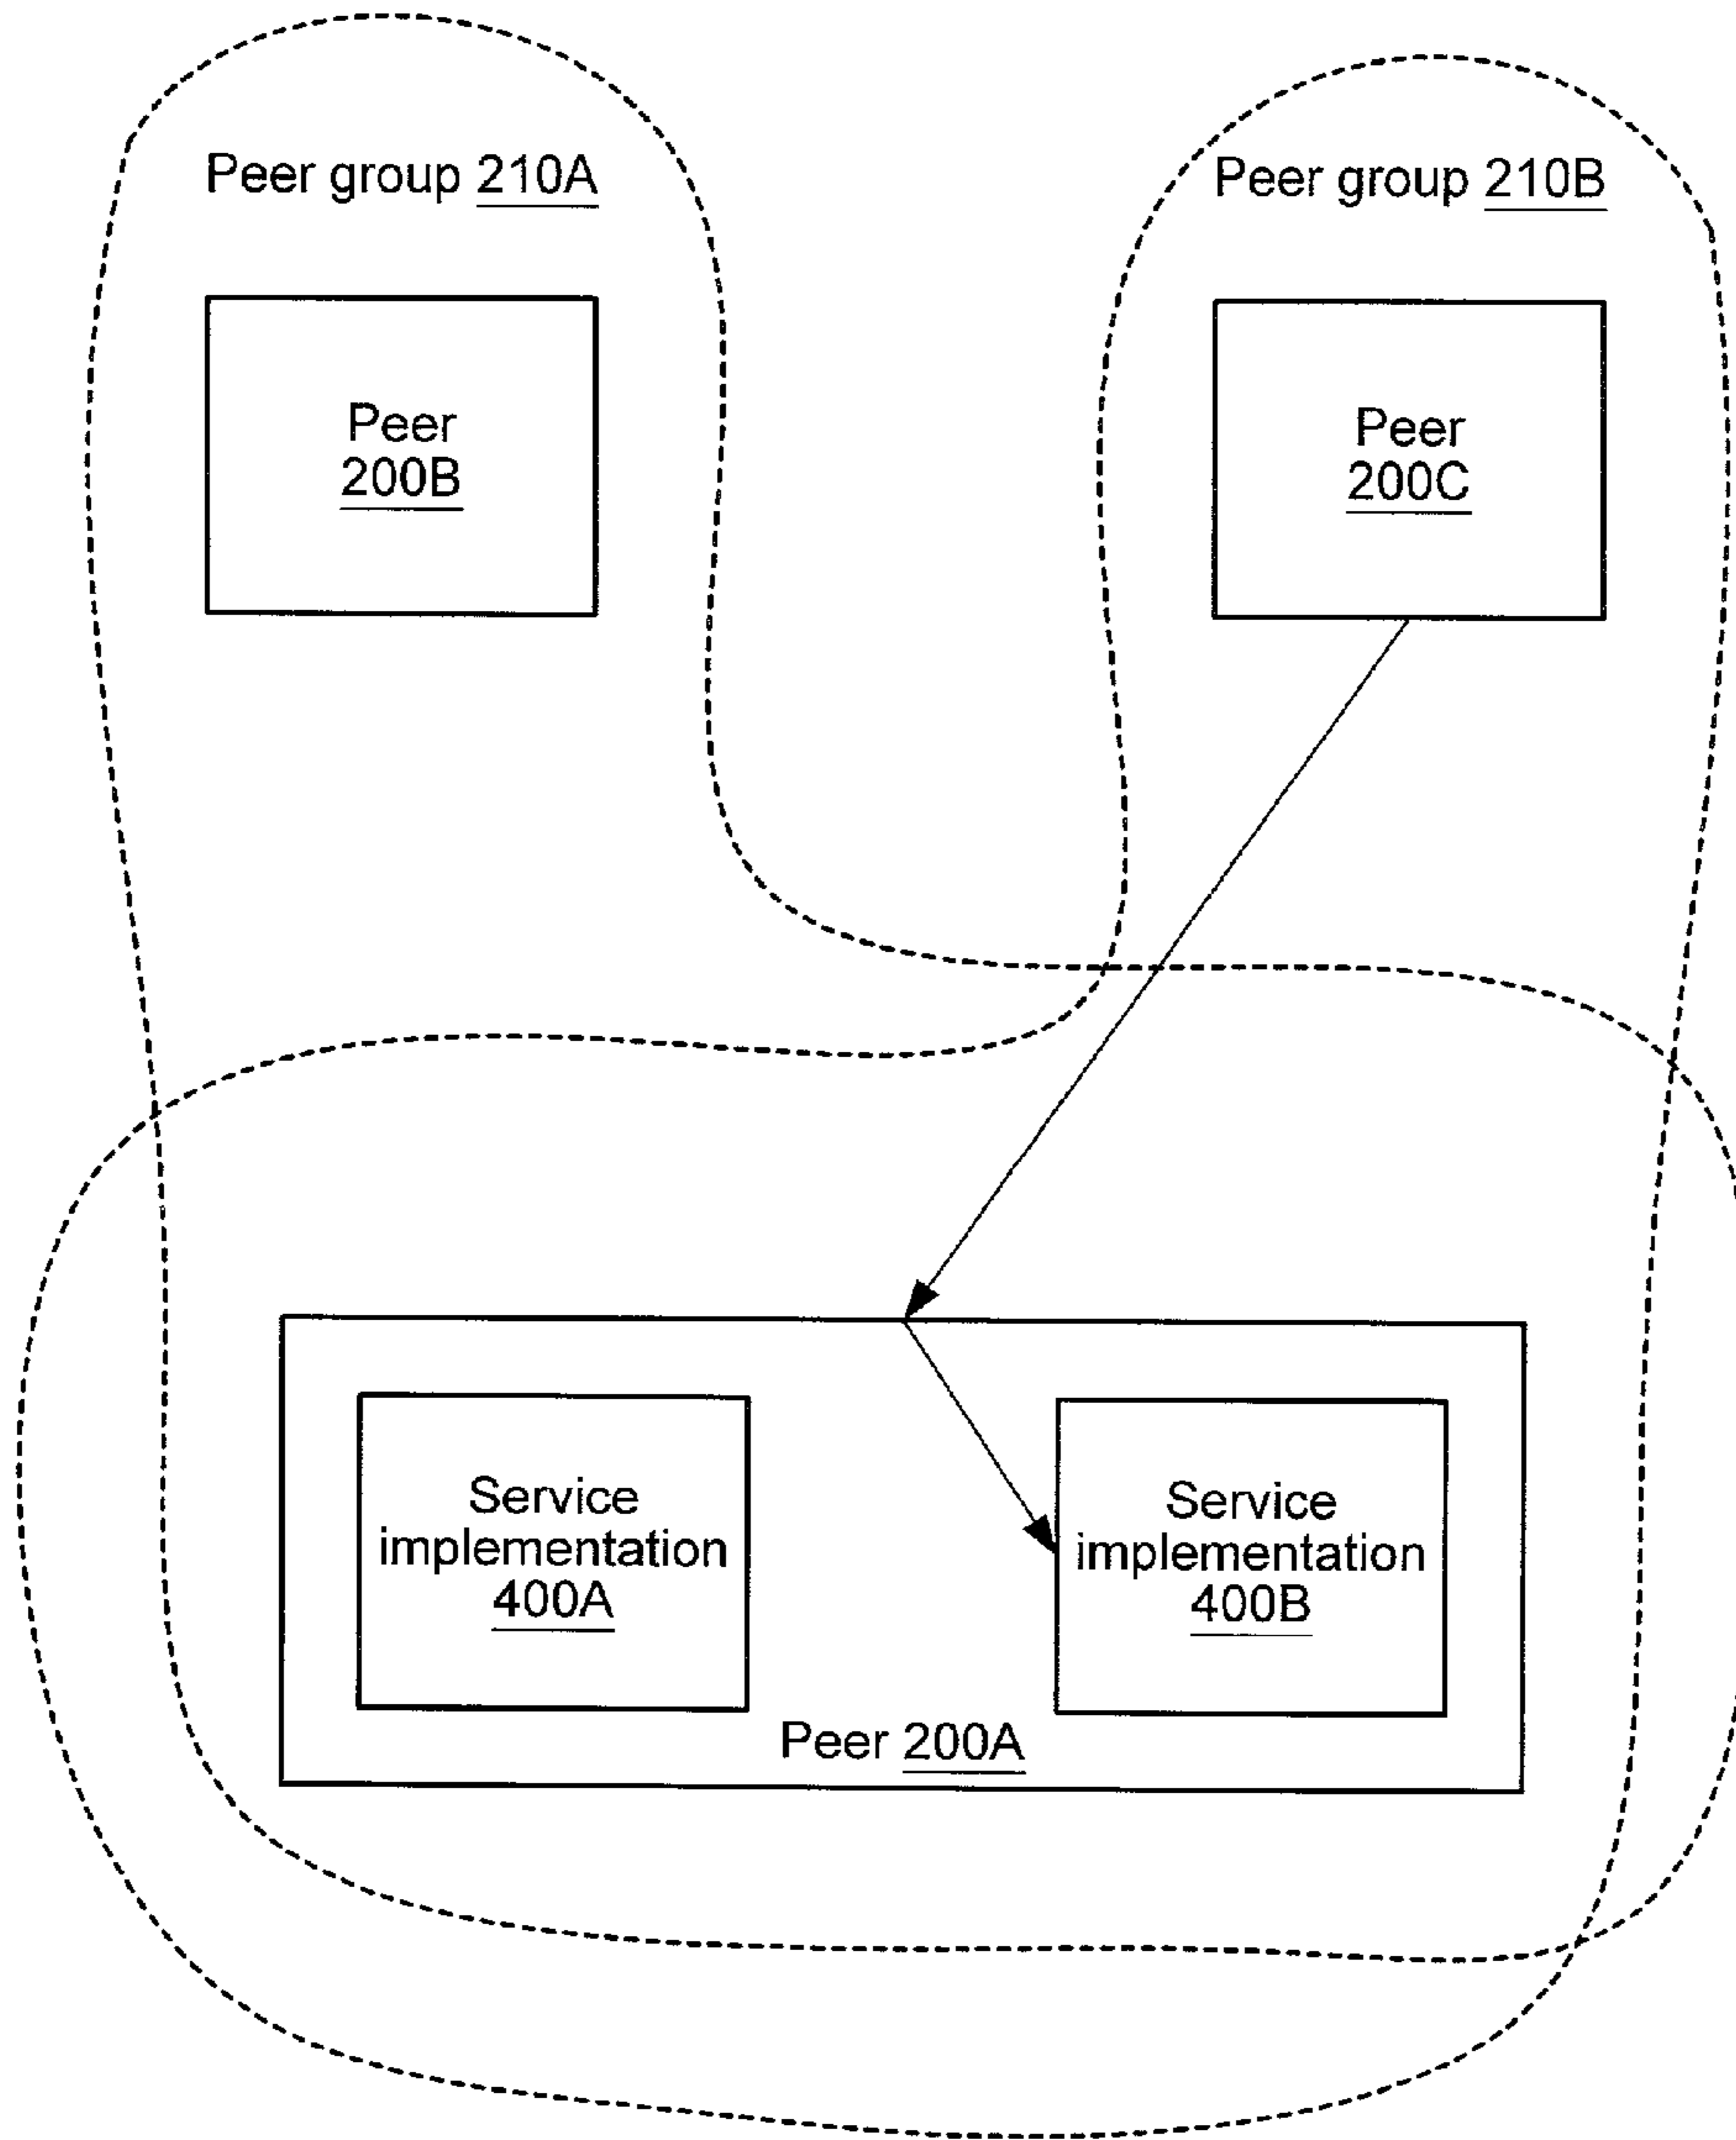 Peer group 210A
Peer group 210B
Peer
200B
Peer
200C
Service
implementation
400A
Service
implementation
400B
Peer 200A